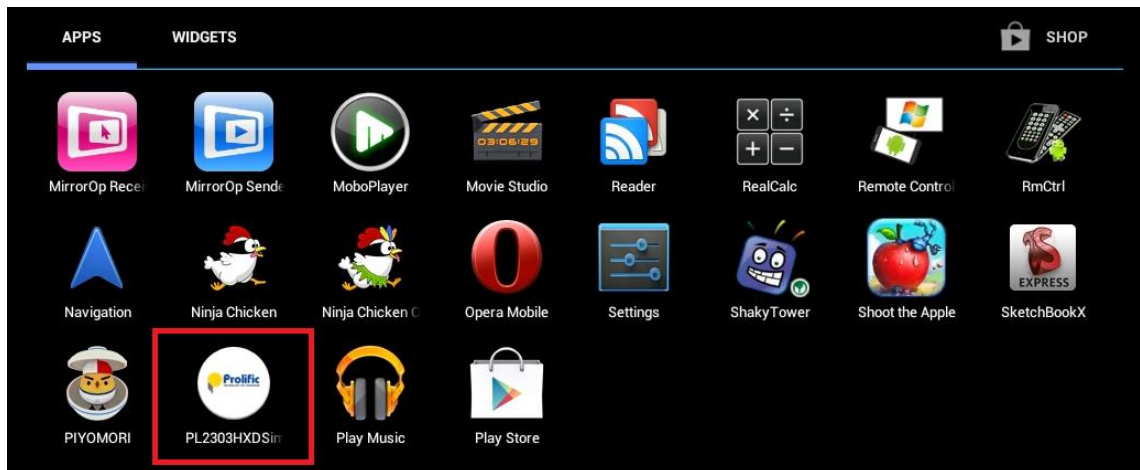 APPS WIDGETS SHOP
03:06:29
MirrorOp Recei MirrorOp Sende MoboPlayer Movie Studio Reader RealCalc Remote Control RmCtrl
EXPRESS
Navigation Ninja Chicken Ninja Chicken O Opera Mobile Settings ShakyTower Shoot the Apple SketchBookX
Prolific
PIYOMORI PL2303HXDSim Play Music Play Store